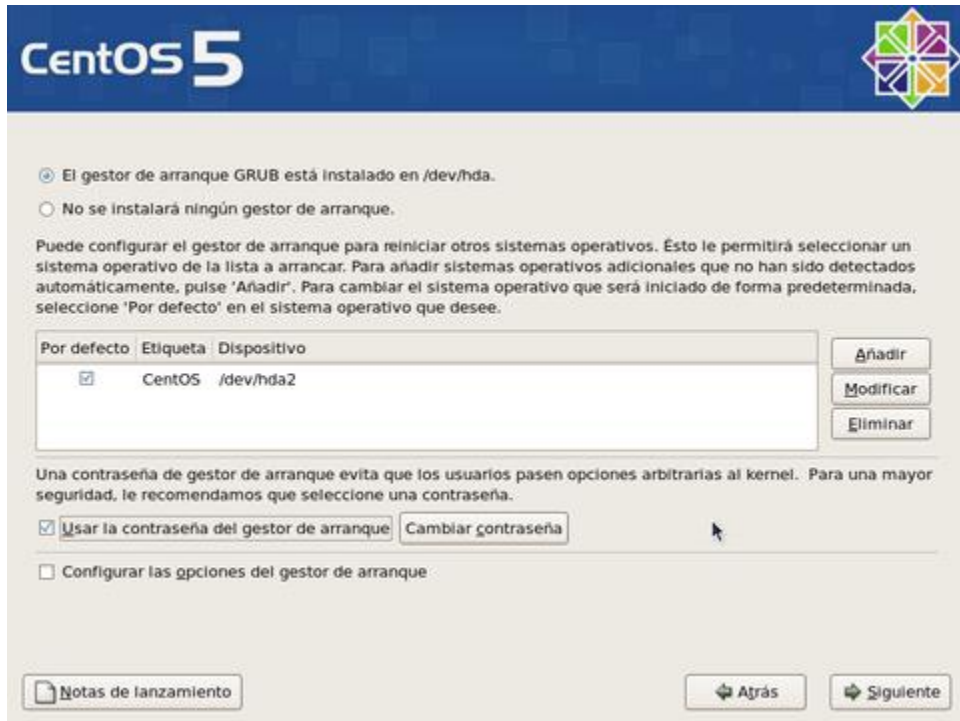 CentOS 5
El gestor de arranque GRUB está instalado en /dev/hda.
No se instalará ningún gestor de arranque.
Puede configurar el gestor de arranque para reiniciar otros sistemas operativos. Ésto le permitirá seleccionar un
sistema operativo de la lista a arrancar. Para añadir sistemas operativos adicionales que no han sido detectados
automáticamente, pulse 'Añadir'. Para cambiar el sistema operativo que será iniciado de forma predeterminada,
seleccione 'Por defecto' en el sistema operativo que desee.
Por defecto Etiqueta Dispositivo
CentOS /dev/hda2
Añadir
Modificar
Eliminar
Una contraseña de gestor de arranque evita que los usuarios pasen opciones arbitrarias al kernel. Para una mayor
seguridad, le recomendamos que seleccione una contraseña.
Usar la contraseña del gestor de arranque Cambiar contraseña
Configurar las opciones del gestor de arranque
Notas de lanzamiento Atrás Siguiente